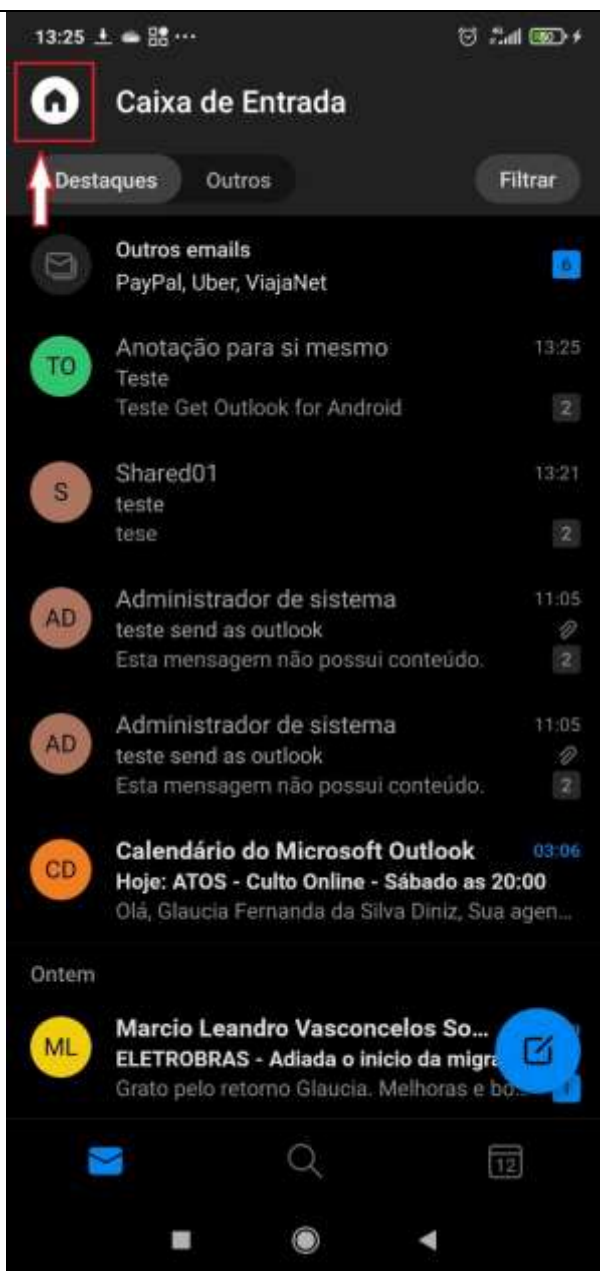 13:25
Caixa de Entrada
Destaques Outros Filtrar
Outros emails
PayPal, Uber, ViajaNet 6
TO Anotação para si mesmo 13:25
Teste
Teste Get Outlook for Android 2
S Shared01 13:21
teste
tese 2
AD Administrador de sistema 11:05
teste send as outlook
Esta mensagem não possui conteúdo. 2
AD Administrador de sistema 11:05
teste send as outlook
Esta mensagem não possui conteúdo. 2
CD Calendário do Microsoft Outlook 03:06
Hoje: ATOS - Culto Online - Sábado as 20:00
Olá, Glaucia Fernanda da Silva Diniz, Sua agen...
Ontem
ML Marcio Leandro Vasconcelos So...
ELETROBRAS - Adiada o inicio da migra
Grato pelo retorno Glaucia. Melhoras e bo...
12